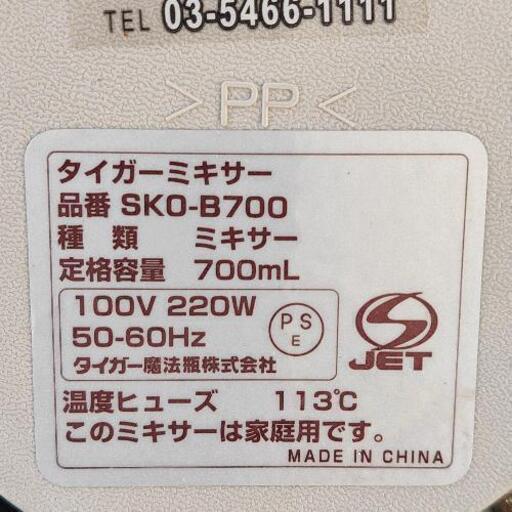 TEL 03-5466-1111
>PP<
タイガーミキサー
品番 SKO-B700
種類 ミキサー
定格容量 700mL
100V 220W
50-60Hz
タイガー魔法瓶株式会社
PS
E
S
JET
温度ヒューズ 113℃
このミキサーは家庭用です。
MADE IN CHINA